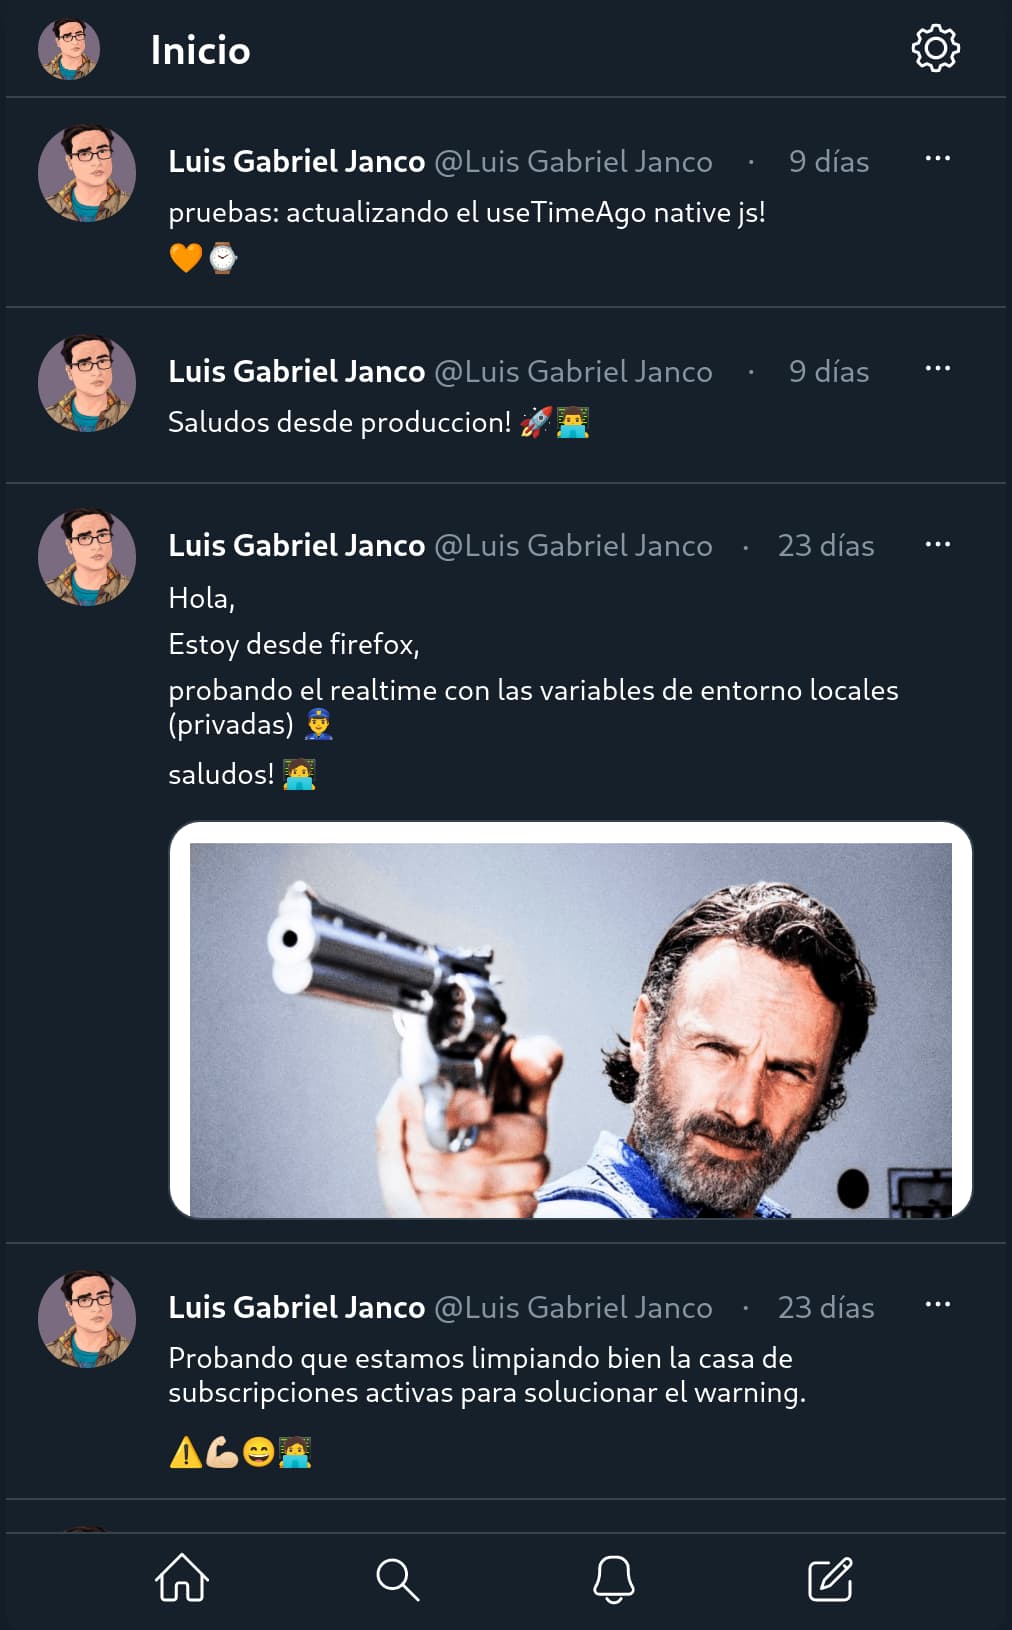 Inicio
Luis Gabriel Janco @Luis Gabriel Janco · 9 días
pruebas: actualizando el useTimeAgo native js!
🧡⌚
Luis Gabriel Janco @Luis Gabriel Janco · 9 días
Saludos desde produccion! 🚀👨‍💻
Luis Gabriel Janco @Luis Gabriel Janco · 23 días
Hola,
Estoy desde firefox,
probando el realtime con las variables de entorno locales
(privadas) 👮‍♂️
saludos! 🧑‍💻
Luis Gabriel Janco @Luis Gabriel Janco · 23 días
Probando que estamos limpiando bien la casa de
subscripciones activas para solucionar el warning.
⚠️💪🏻😄🧑‍💻